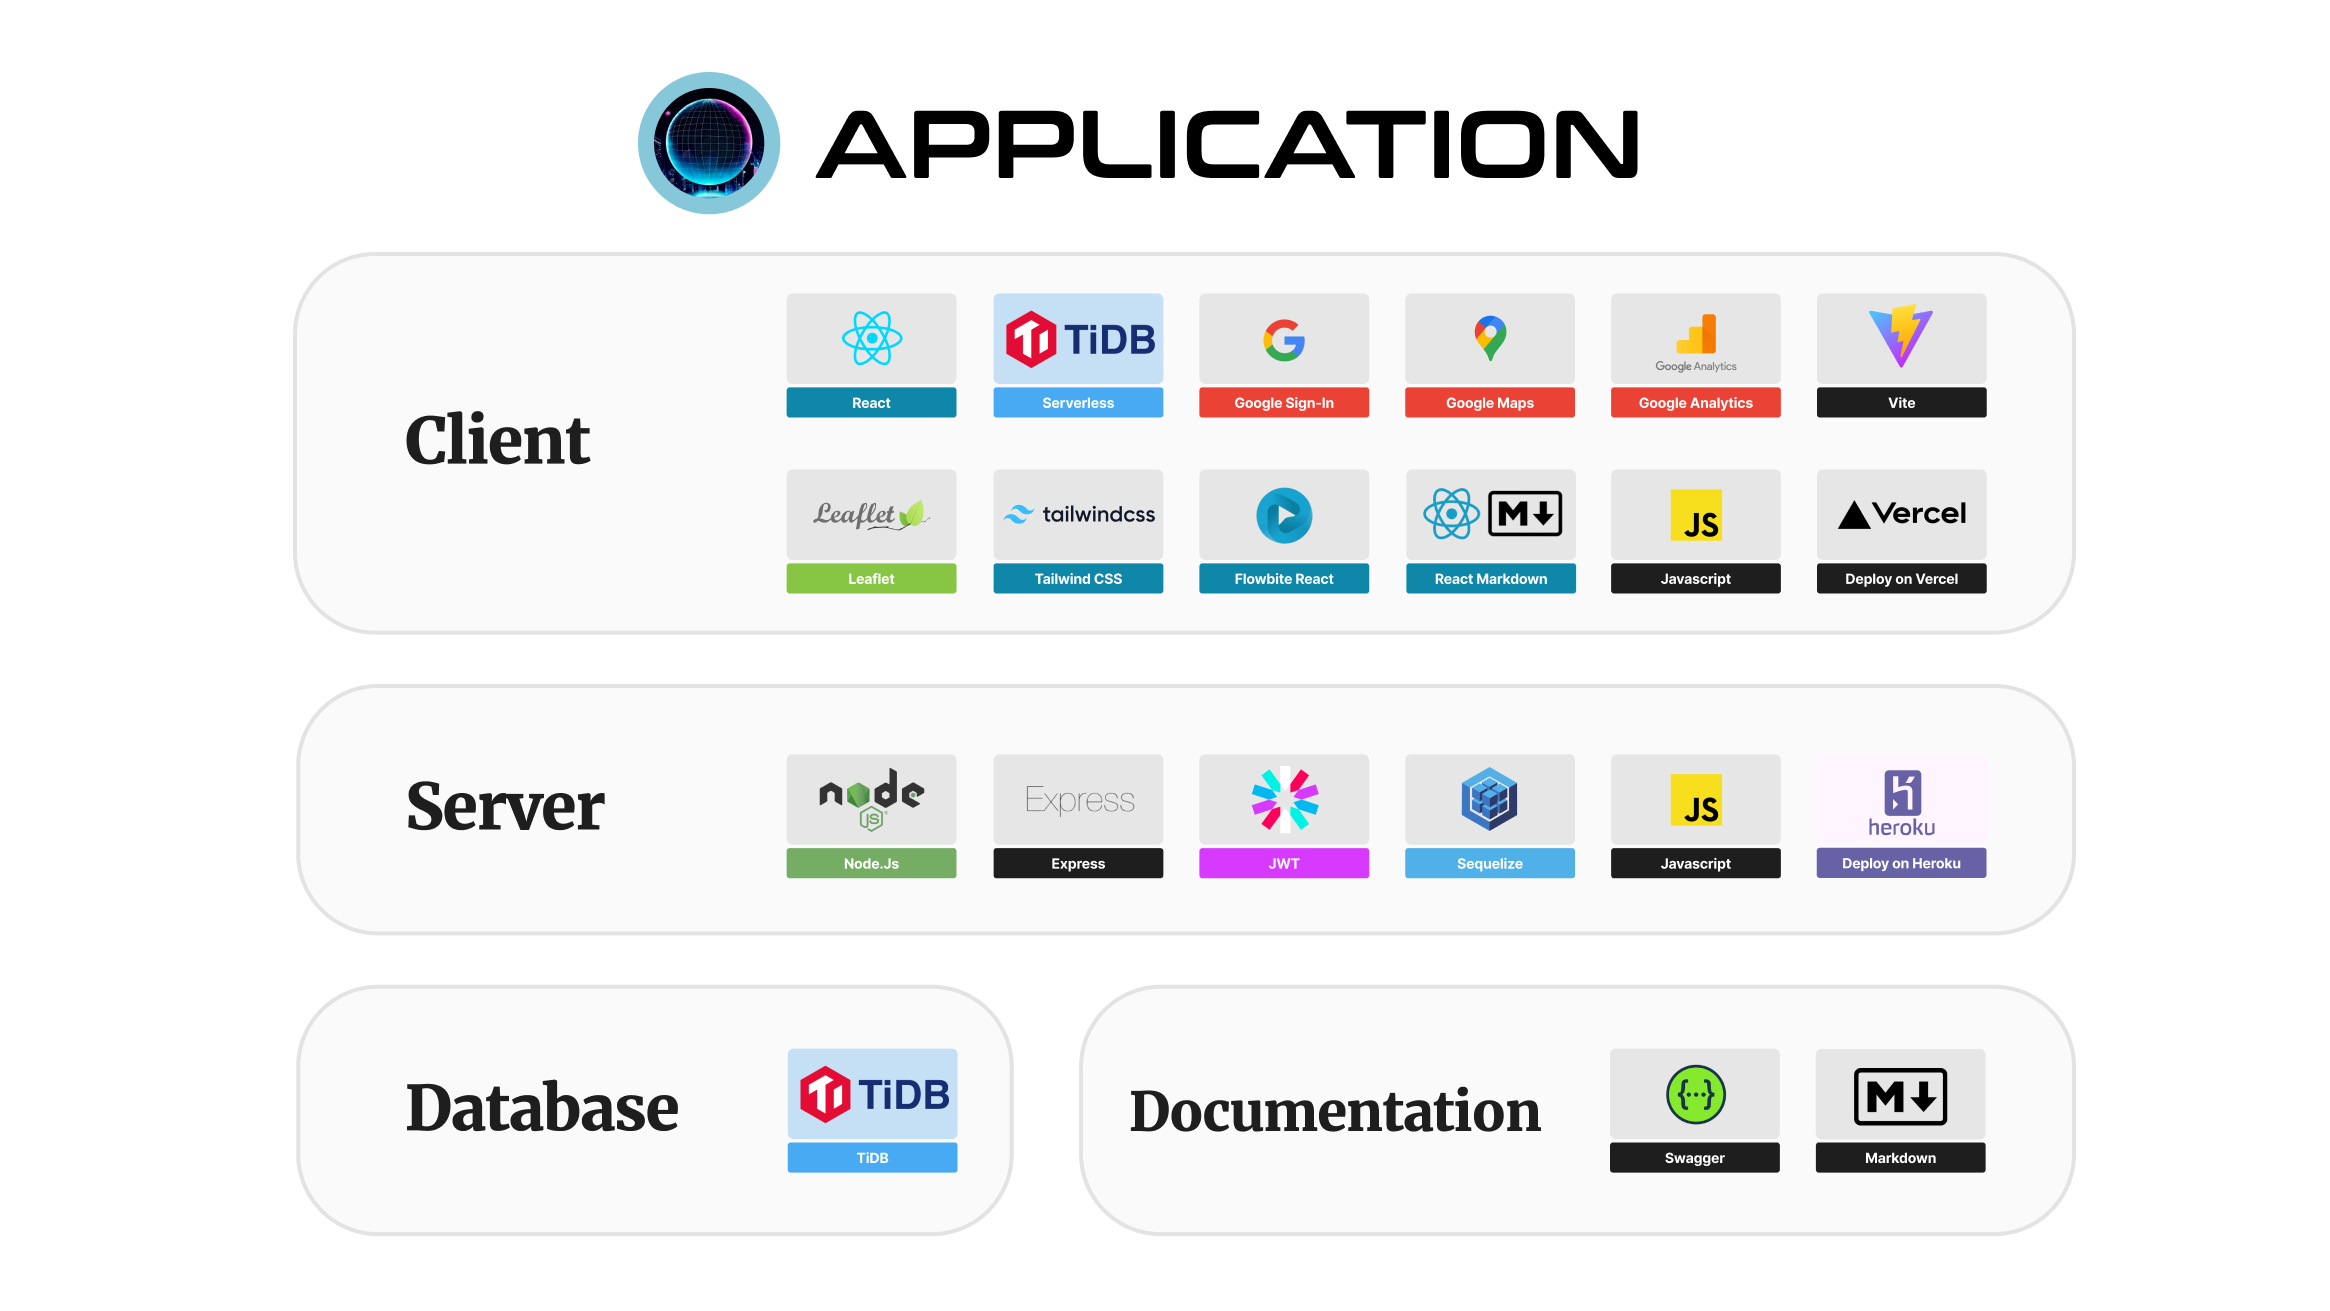 APPLICATION
Client
TiDB
Google Analytics
React
Serverless
Google Sign-In
Google Maps
Google Analytics
Vite
Leaflet
tailwindcss
M
JS
Vercel
Leaflet
Tailwind CSS
Flowbite React
React Markdown
Javascript
Deploy on Vercel
Server
node
JS
Express
JS
heroku
Node.Js
Express
JWT
Sequelize
Javascript
Deploy on Heroku
Database
TiDB
TiDB
Documentation
{...}
M
Swagger
Markdown